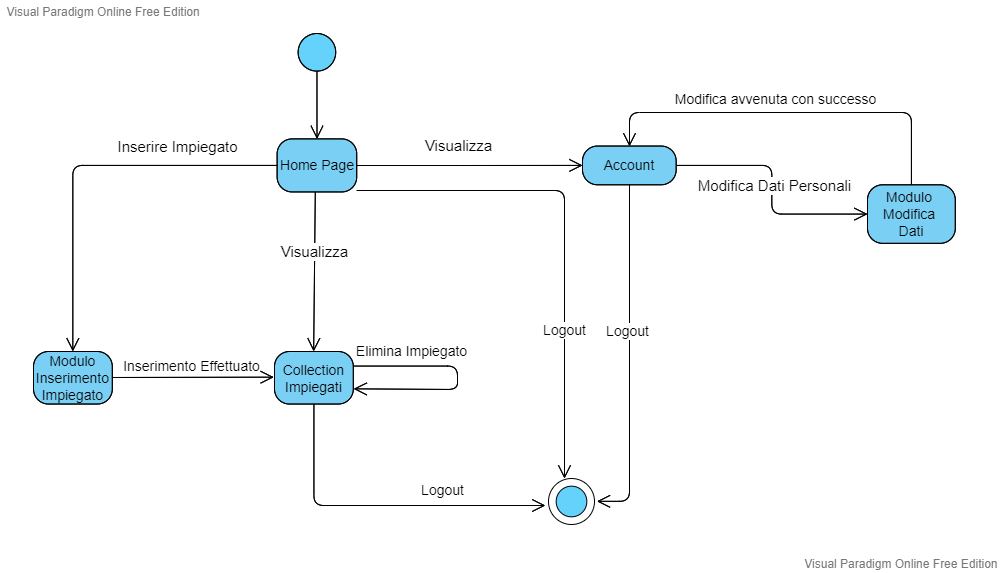 Visual Paradigm Online Free Edition
Modifica avvenuta con successo
Inserire Impiegato
Visualizza
Home Page
Account
Modifica Dati Personali
Modulo
Modifica
Dati
Visualizza
Logout
Logout
Elimina Impiegato
Modulo
Inserimento
Impiegato
Inserimento Effettuato
Collection
Impiegati
Logout
Visual Paradigm Online Free Edition